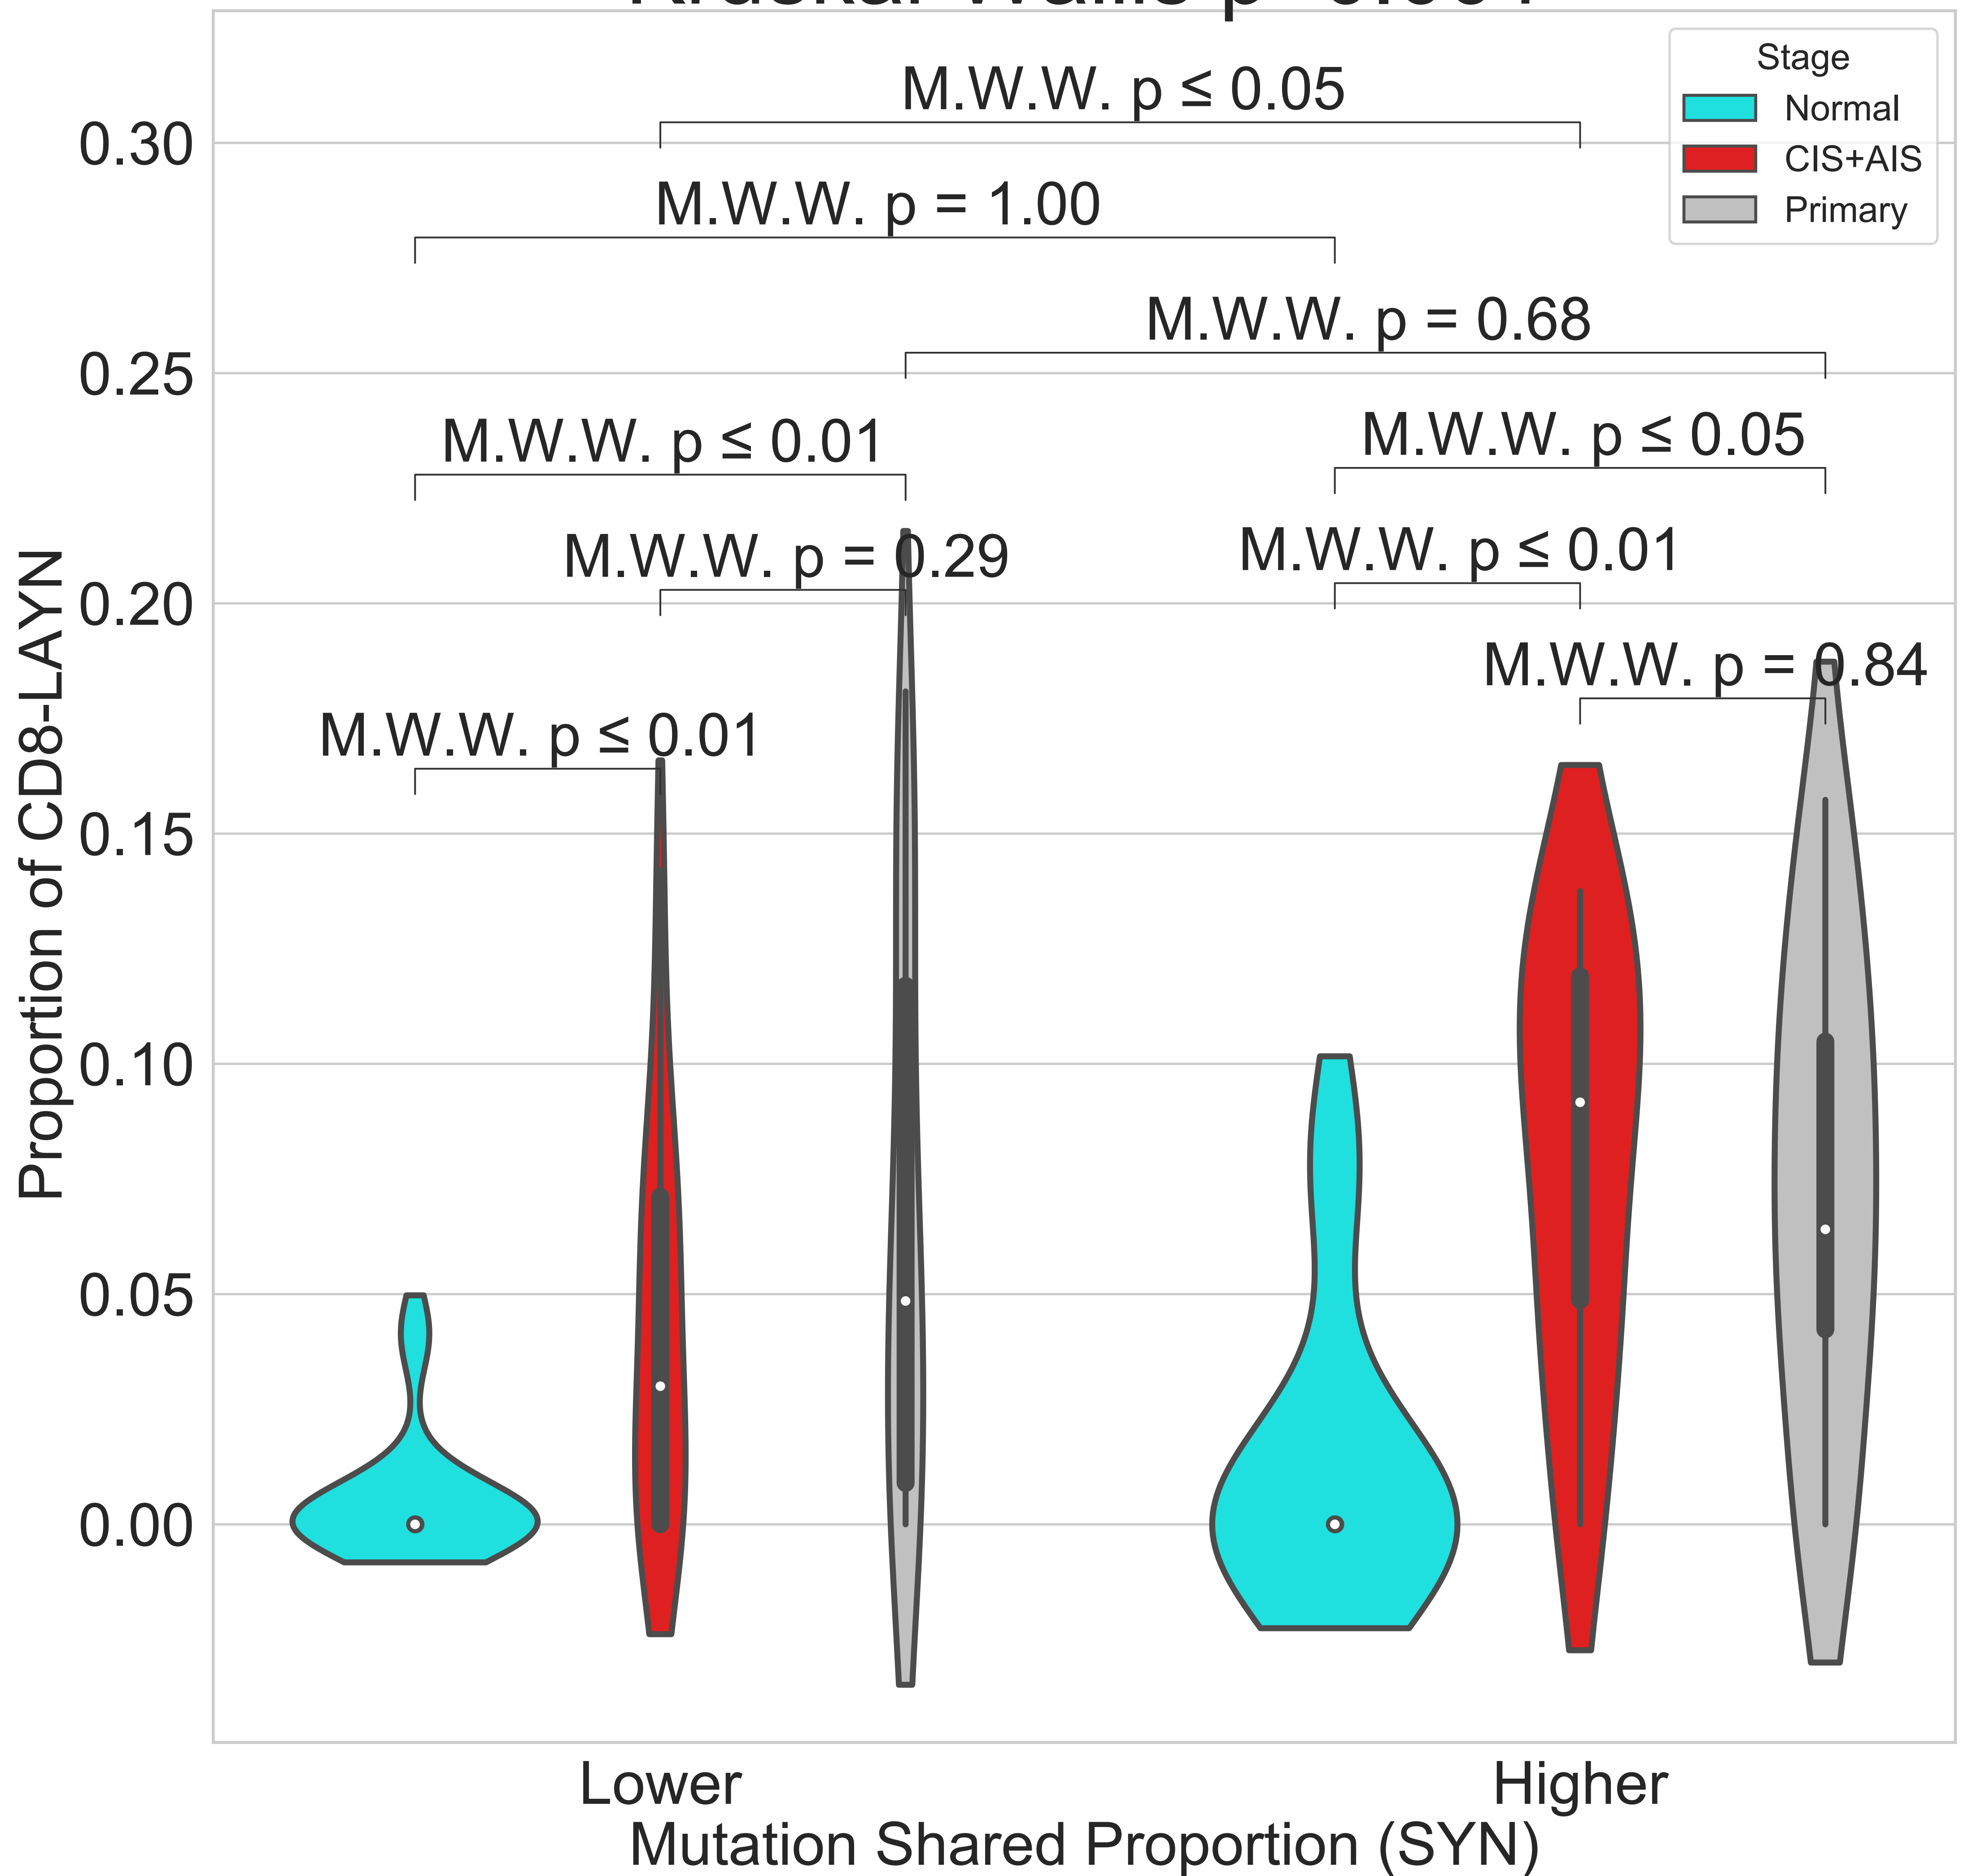 Stage
Normal
CIS+AIS
Primary
M.W.W. p ≤ 0.05
M.W.W. p = 1.00
M.W.W. p = 0.68
M.W.W. p ≤ 0.01
M.W.W. p ≤ 0.05
M.W.W. p = 0.29
M.W.W. p ≤ 0.01
M.W.W. p = 0.84
M.W.W. p ≤ 0.01
0.30
0.25
0.20
0.15
0.10
0.05
0.00
Proportion of CD8-LAYN
Lower
Higher
Mutation Shared Proportion (SYN)